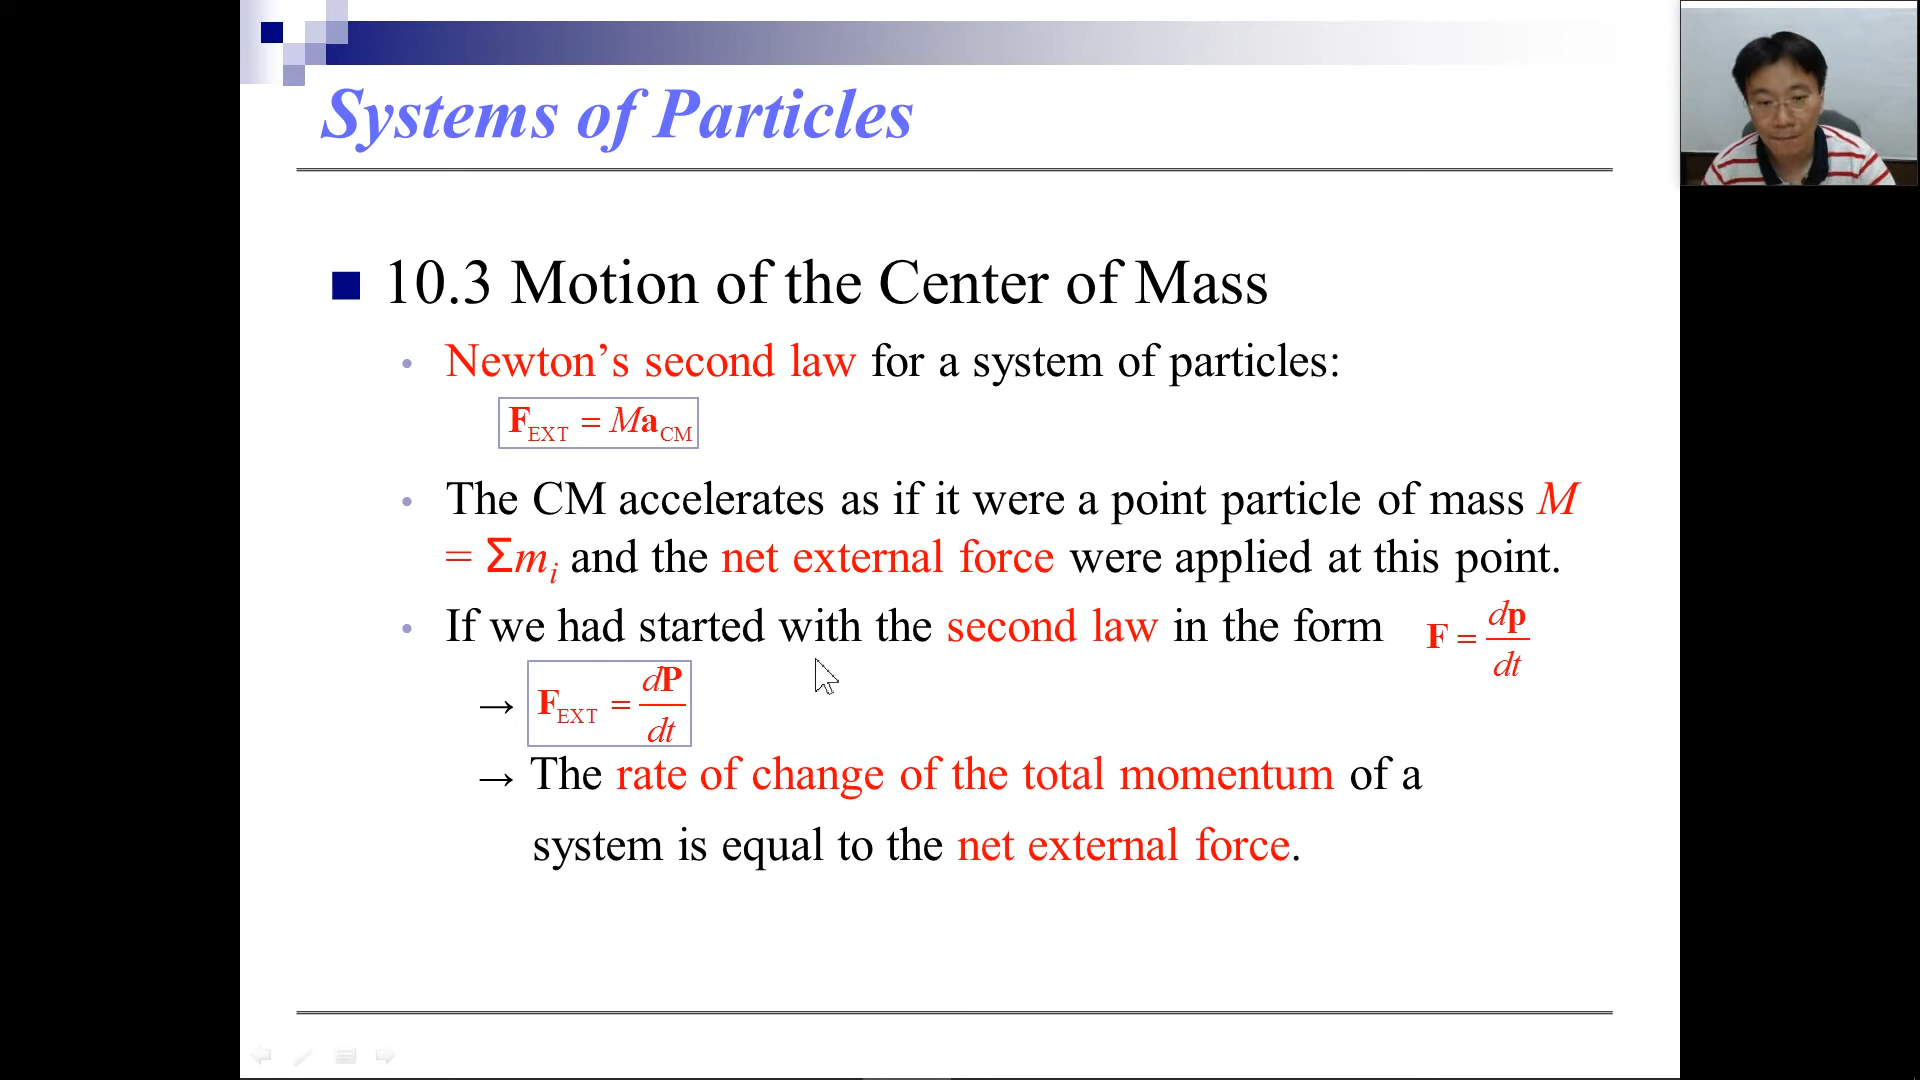 Systems of Particles
10.3 Motion of the Center of Mass
• Newton’s second law for a system of particles:
F_EXT = Ma_CM
• The CM accelerates as if it were a point particle of mass M
= Σm_i and the net external force were applied at this point.
• If we had started with the second law in the form F = dp/dt
→ F_EXT = dP/dt
→ The rate of change of the total momentum of a
system is equal to the net external force.